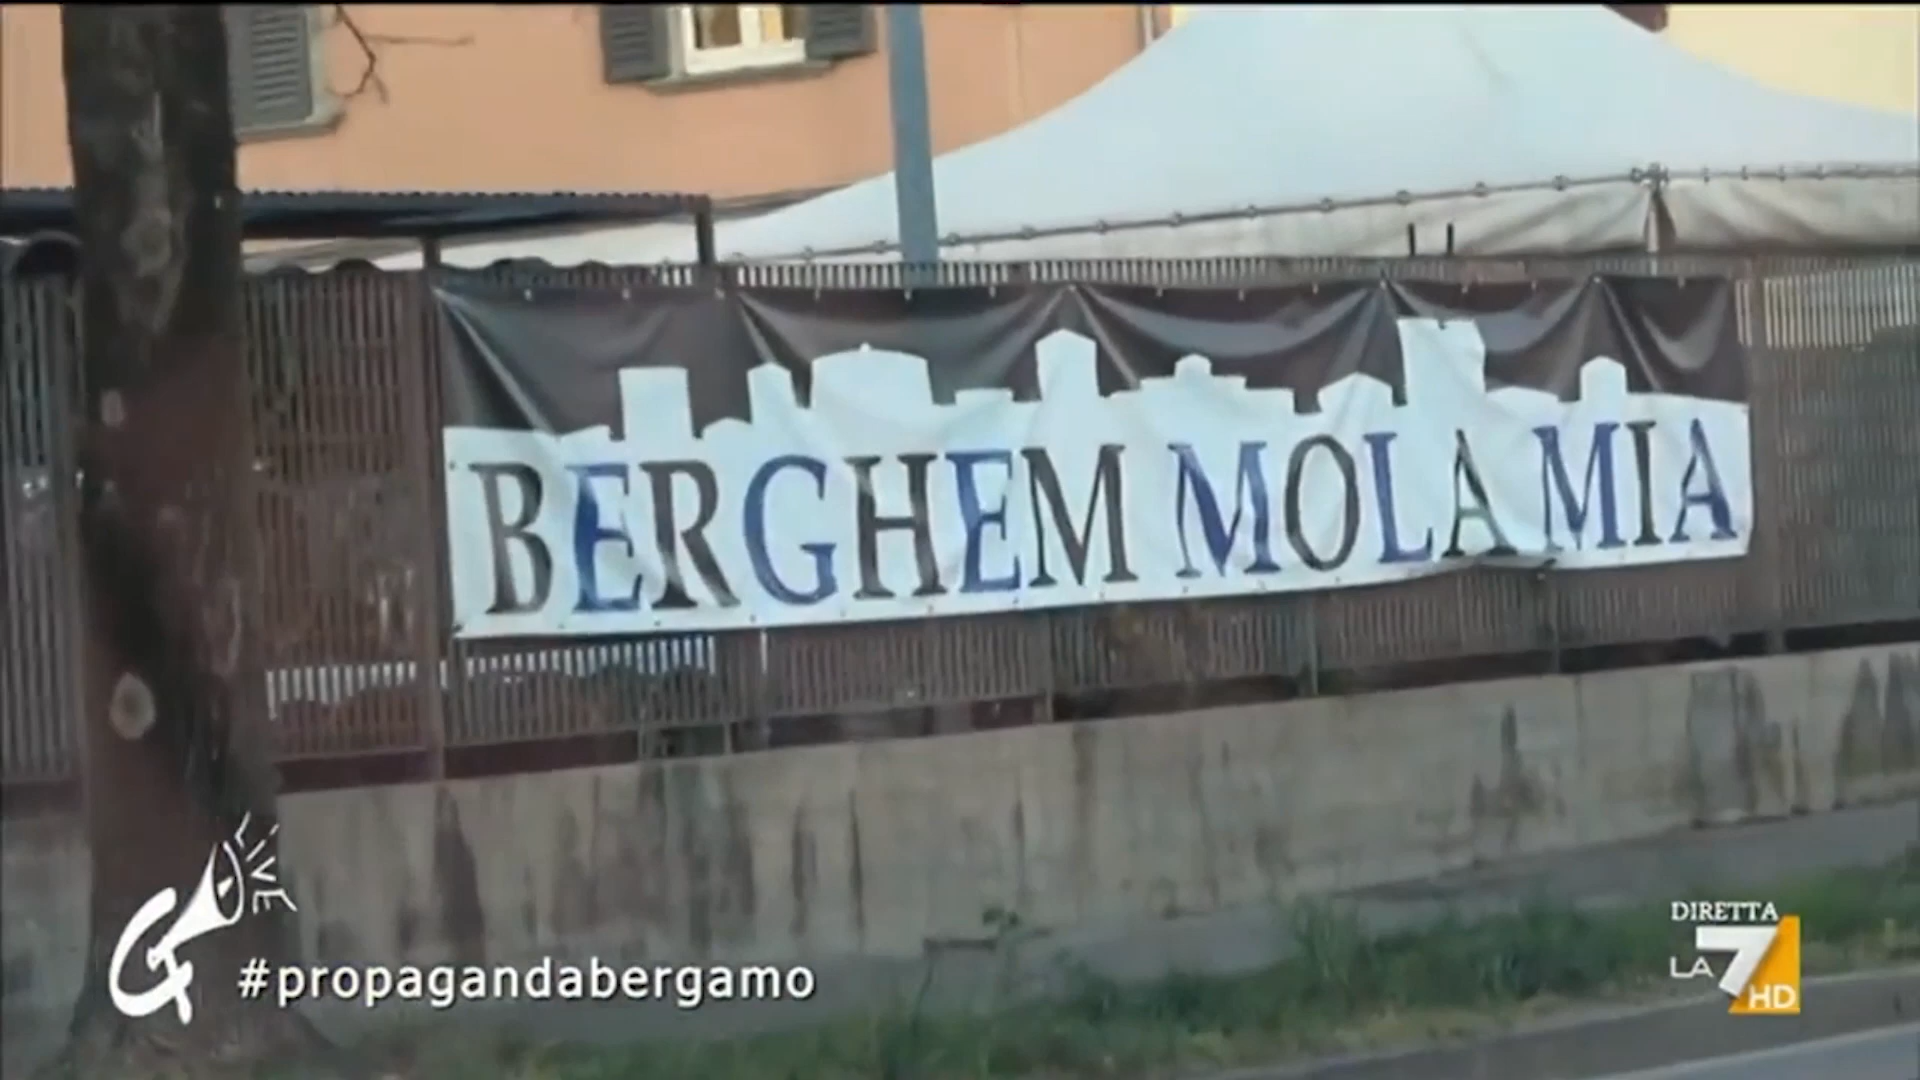 BERGHEM MOLA MIA
LIVE
#propagandabergamo
DIRETTA
LA7
HD